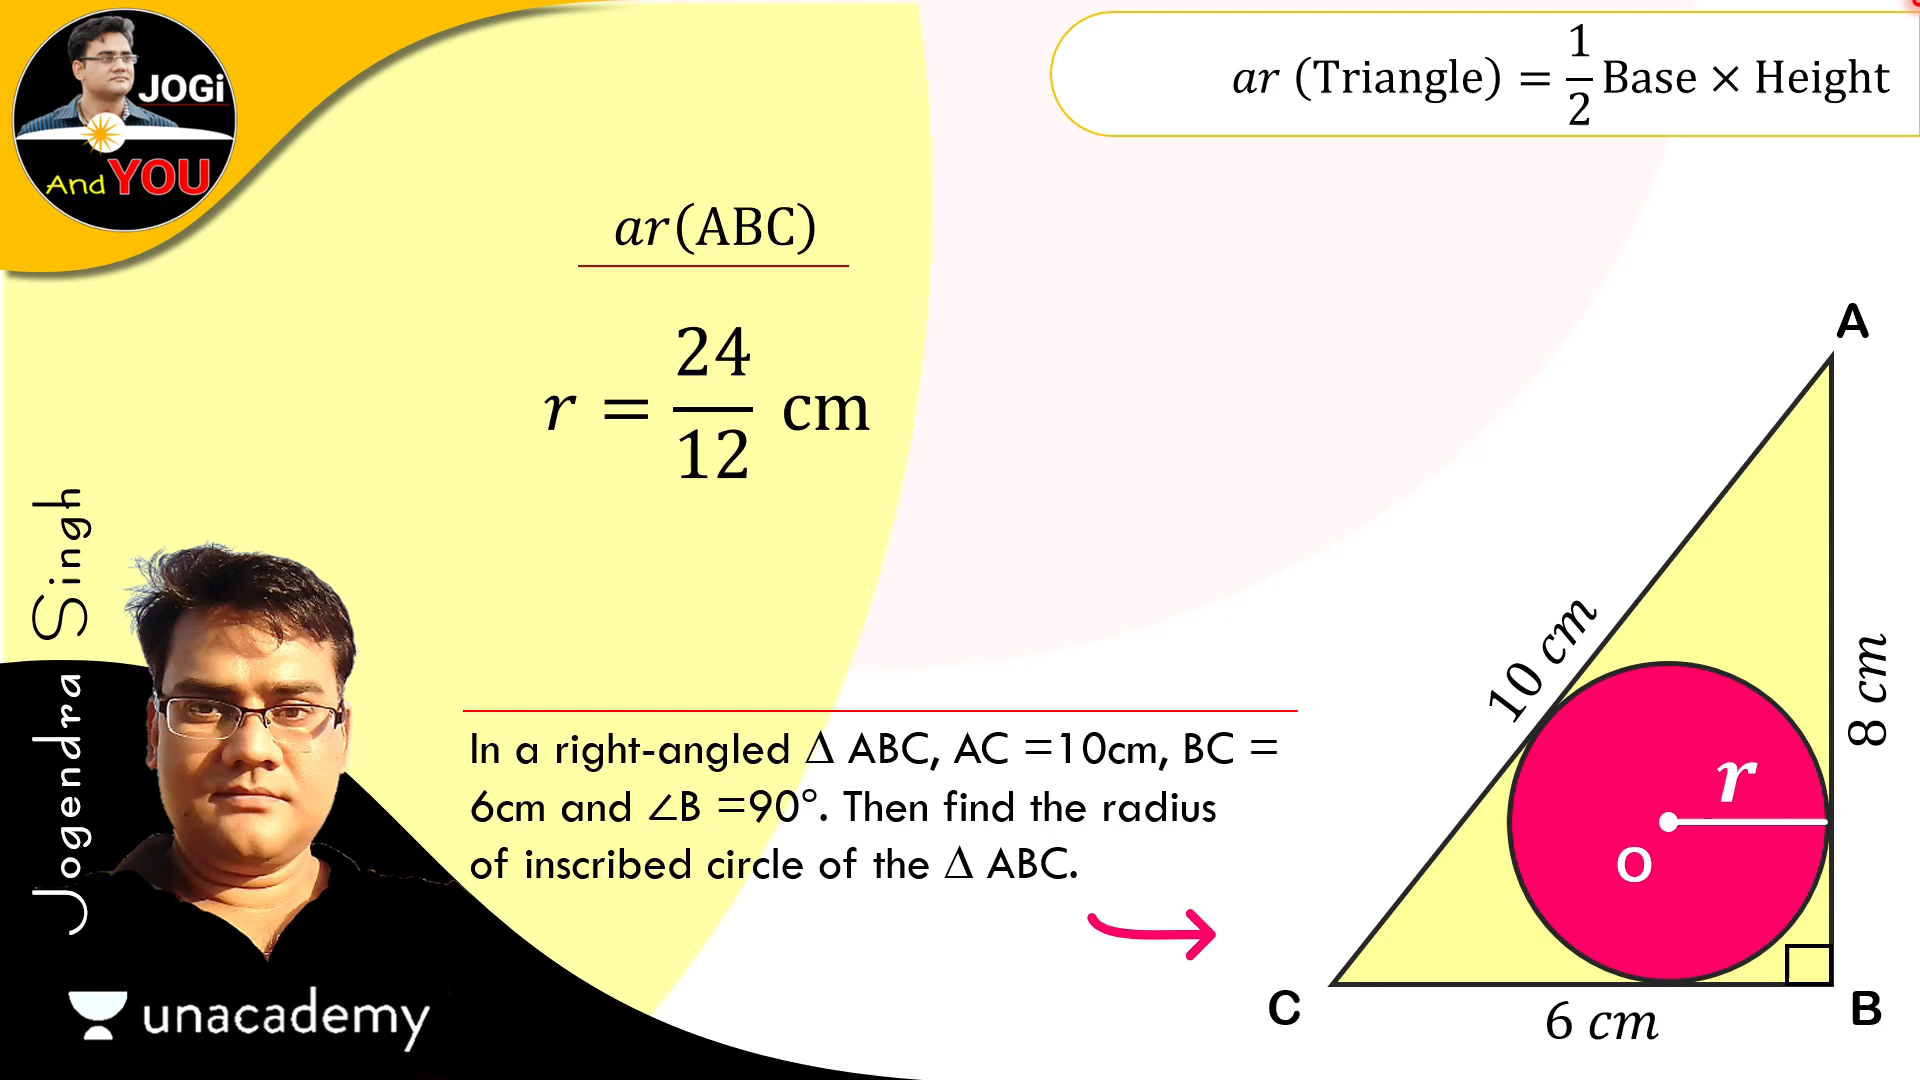 JOGi
And YOU
ar (Triangle) = 1/2 Base × Height
ar(ABC)
r = 24/12 cm
A
10 cm
8 cm
r
O
C
B
6 cm
In a right-angled Δ ABC, AC =10cm, BC =
6cm and ∠B =90°. Then find the radius
of inscribed circle of the Δ ABC.
Jogendra Singh
unacademy